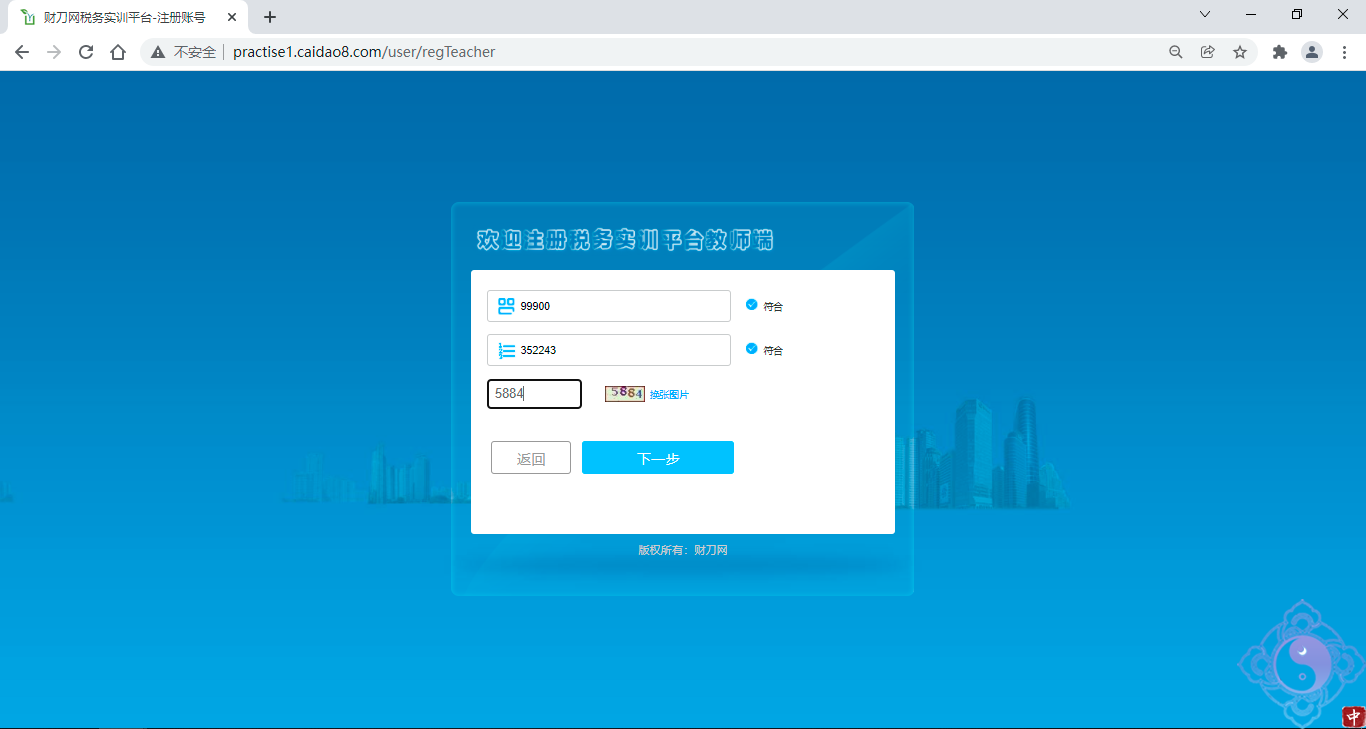 财刀网税务实训平台-注册账号
不安全 practise1.caidao8.com/user/regTeacher
欢迎注册税务实训平台教师端
99900 符合
352243 符合
5884 5884 换张图片
返回 下一步
版权所有：财刀网
中